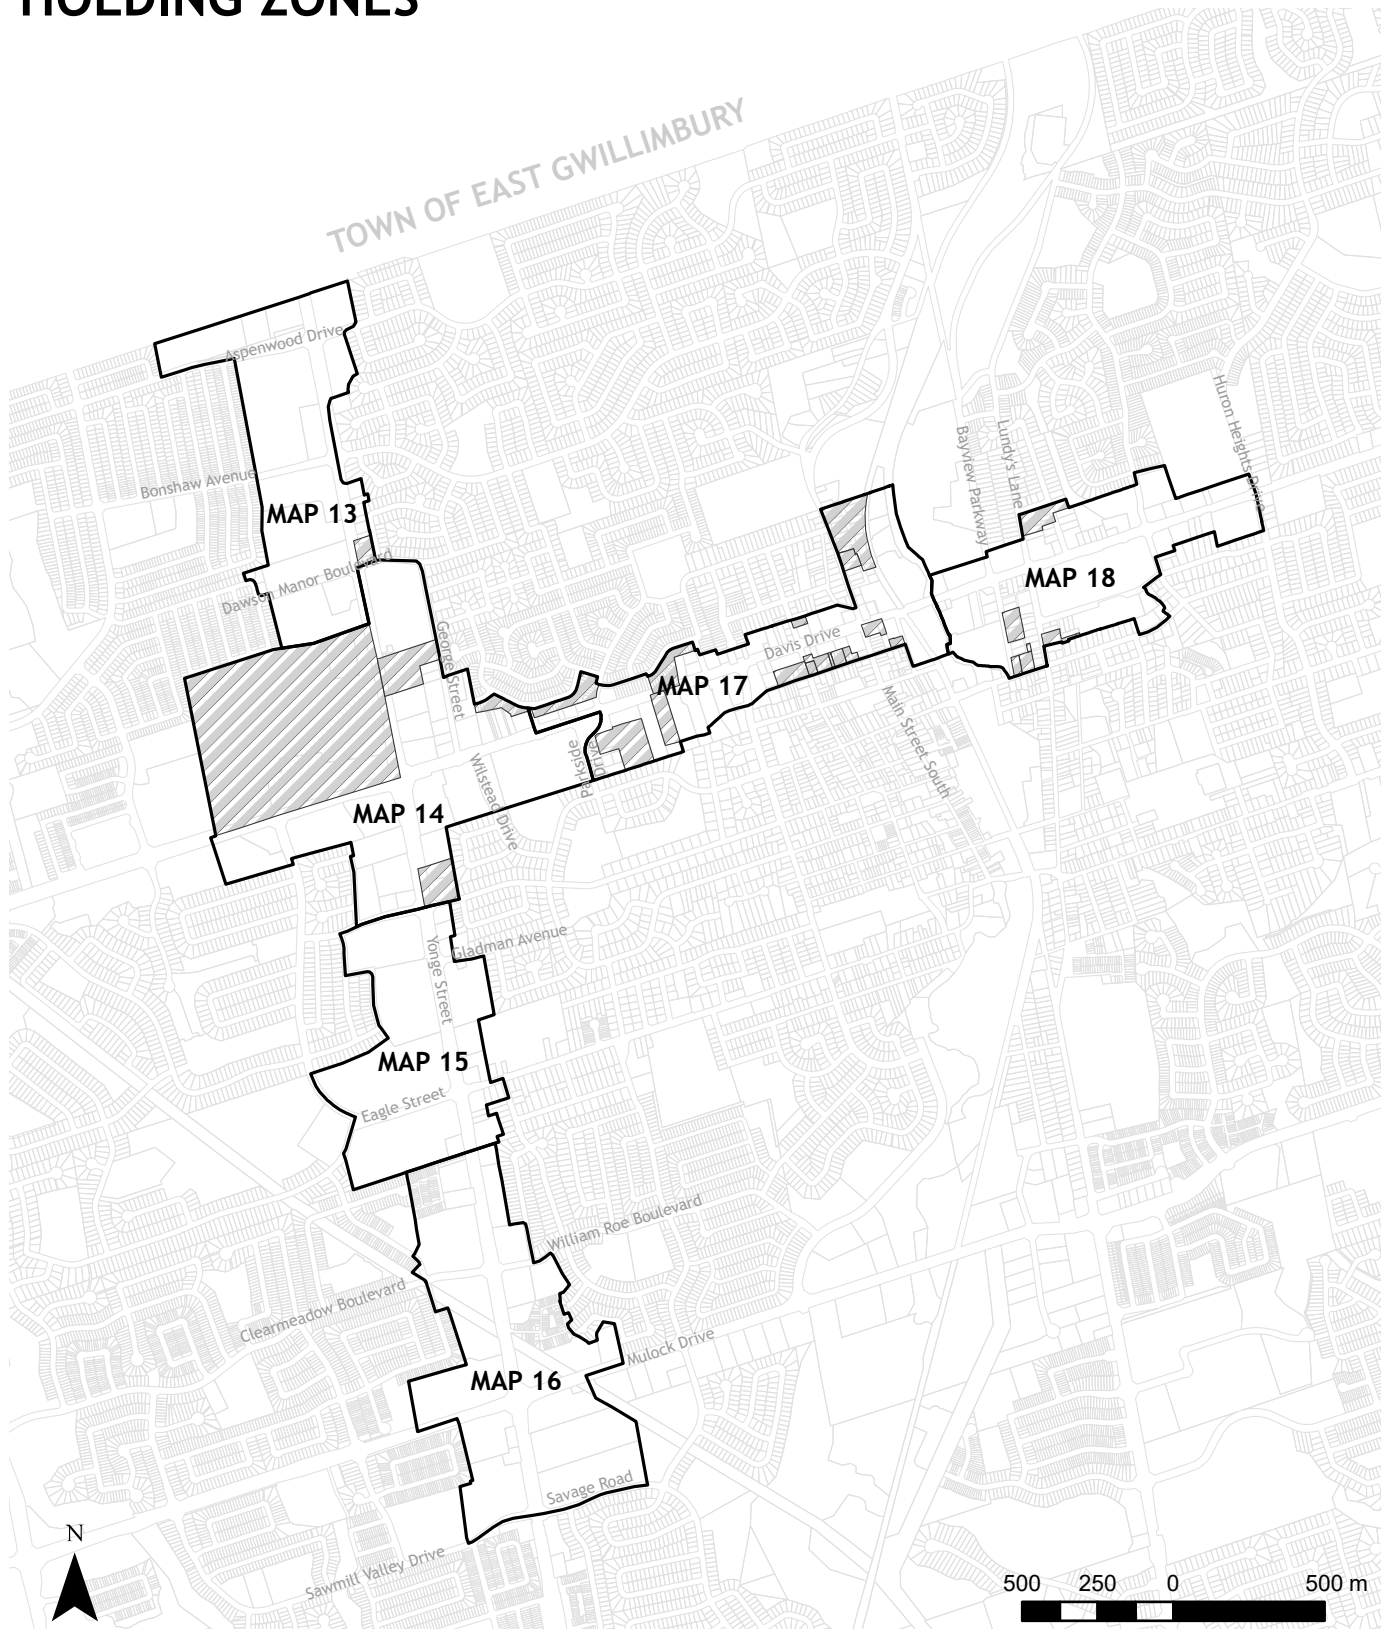 HOLDING ZONES
TOWN OF EAST GWILLIMBURY
Aspenwood Drive
Huron Heights Drive
Lundy's Lane
Bayview Parkway
Bonshaw Avenue
MAP 13
Dawson Manor Boulevard
MAP 18
George Street
Davis Drive
MAP 17
Main Street South
Parkside
Drive
Wilstead Drive
MAP 14
Gladman Avenue
Yonge Street
MAP 15
Eagle Street
William Roe Boulevard
Clearmeadow Boulevard
Mulock Drive
MAP 16
Savage Road
N
Sawmill Valley Drive
500 250 0 500 m